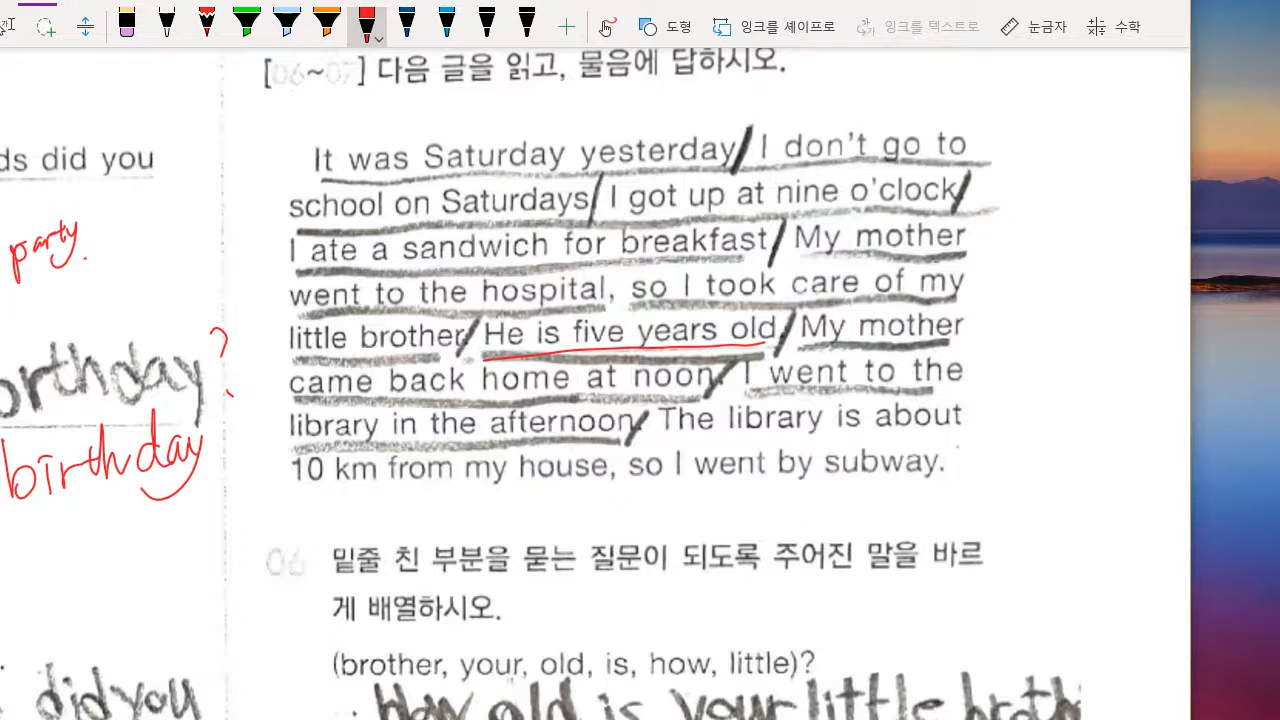 도형 잉크를 셰이프로 잉크를 텍스트로 눈금자 수학
[06~07] 다음 글을 읽고, 물음에 답하시오.
ds did you
party.
birthday
birthday
did you
It was Saturday yesterday/ I don't go to
school on Saturdays/ I got up at nine o'clock/
I ate a sandwich for breakfast/ My mother
went to the hospital, so I took care of my
little brother/ He is five years old/ My mother
came back home at noon/ I went to the
library in the afternoon/ The library is about
10 km from my house, so I went by subway.
06 밑줄 친 부분을 묻는 질문이 되도록 주어진 말을 바르
게 배열하시오.
(brother, your, old, is, how, little)?
How old is your little broth